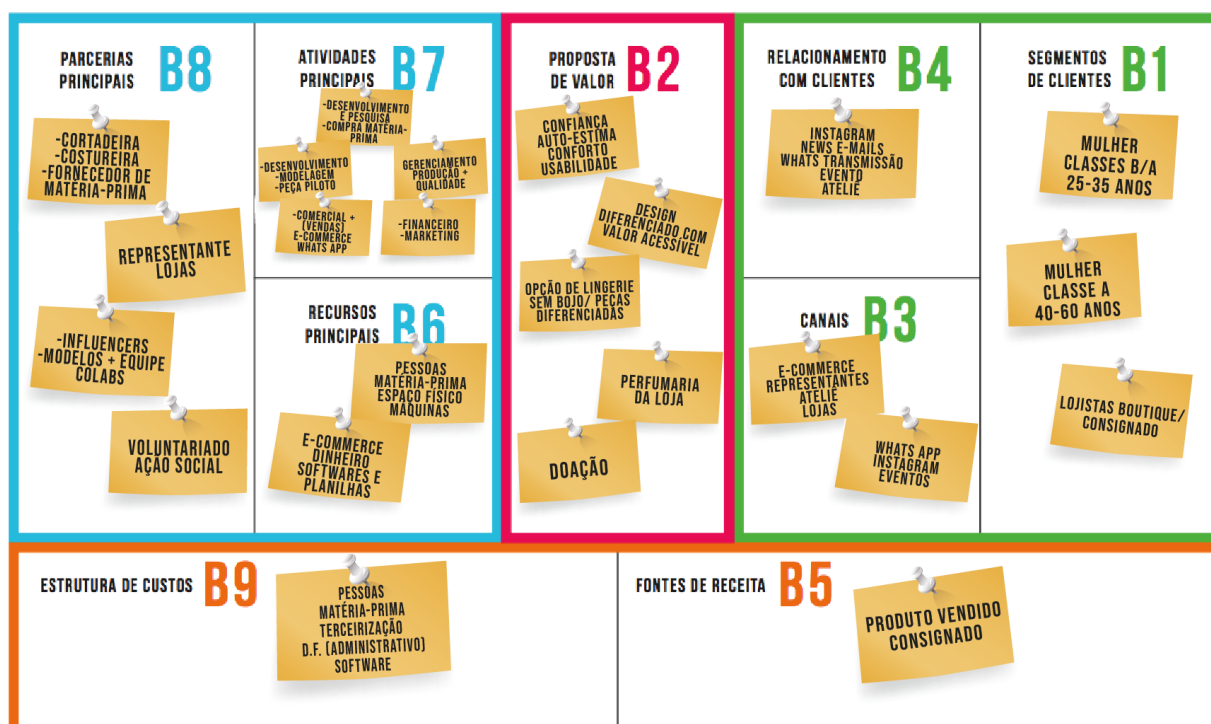 PARCERIAS
PRINCIPAIS
B8
-CORTADEIRA
-COSTUREIRA
-FORNECEDOR DE
MATÉRIA-PRIMA
REPRESENTANTE
LOJAS
-INFLUENCERS
-MODELOS + EQUIPE
COLABS
VOLUNTARIADO
AÇÃO SOCIAL
ATIVIDADES
PRINCIPAIS
B7
-DESENVOLVIMENTO
E PESQUISA
-COMPRA MATÉRIA-
PRIMA
-DESENVOLVIMENTO
-MODELAGEM
-PEÇA PILOTO
GERENCIAMENTO
PRODUÇÃO +
QUALIDADE
-COMERCIAL +
(VENDAS)
E-COMMERCE
WHATS APP
-FINANCEIRO
-MARKETING
RECURSOS
PRINCIPAIS
B6
PESSOAS
MATÉRIA-PRIMA
ESPAÇO FÍSICO
MÁQUINAS
E-COMMERCE
DINHEIRO
SOFTWARES E
PLANILHAS
PROPOSTA
DE VALOR
B2
CONFIANÇA
AUTO-ESTIMA
CONFORTO
USABILIDADE
DESIGN
DIFERENCIADO COM
VALOR ACESSÍVEL
OPÇÃO DE LINGERIE
SEM BOJO/ PEÇAS
DIFERENCIADAS
PERFUMARIA
DA LOJA
DOAÇÃO
RELACIONAMENTO
COM CLIENTES
B4
INSTAGRAM
NEWS E-MAILS
WHATS TRANSMISSÃO
EVENTO
ATELIÊ
CANAIS
B3
E-COMMERCE
REPRESENTANTES
ATELIÊ
LOJAS
WHATS APP
INSTAGRAM
EVENTOS
SEGMENTOS
DE CLIENTES
B1
MULHER
CLASSES B/A
25-35 ANOS
MULHER
CLASSE A
40-60 ANOS
LOJISTAS BOUTIQUE/
CONSIGNADO
ESTRUTURA DE CUSTOS
B9
PESSOAS
MATÉRIA-PRIMA
TERCEIRIZAÇÃO
D.F. (ADMINISTRATIVO)
SOFTWARE
FONTES DE RECEITA
B5
PRODUTO VENDIDO
CONSIGNADO